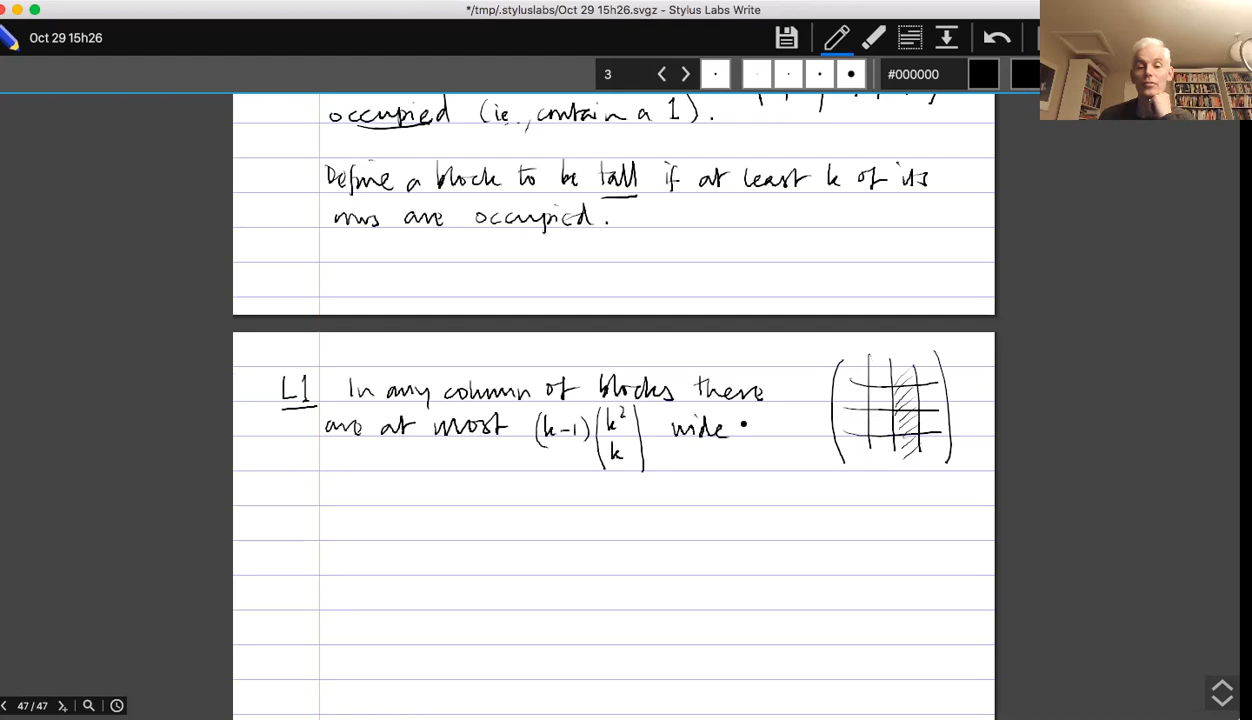 */tmp/.styluslabs/Oct 29 15h26.svgz - Stylus Labs Write
Oct 29 15h26
3
#000000
occupied (ie., contain a 1).
Define a block to be tall if at least k of its
rows are occupied.
L1 In any column of blocks there
are at most (k-1)(k² k) wide
47/47